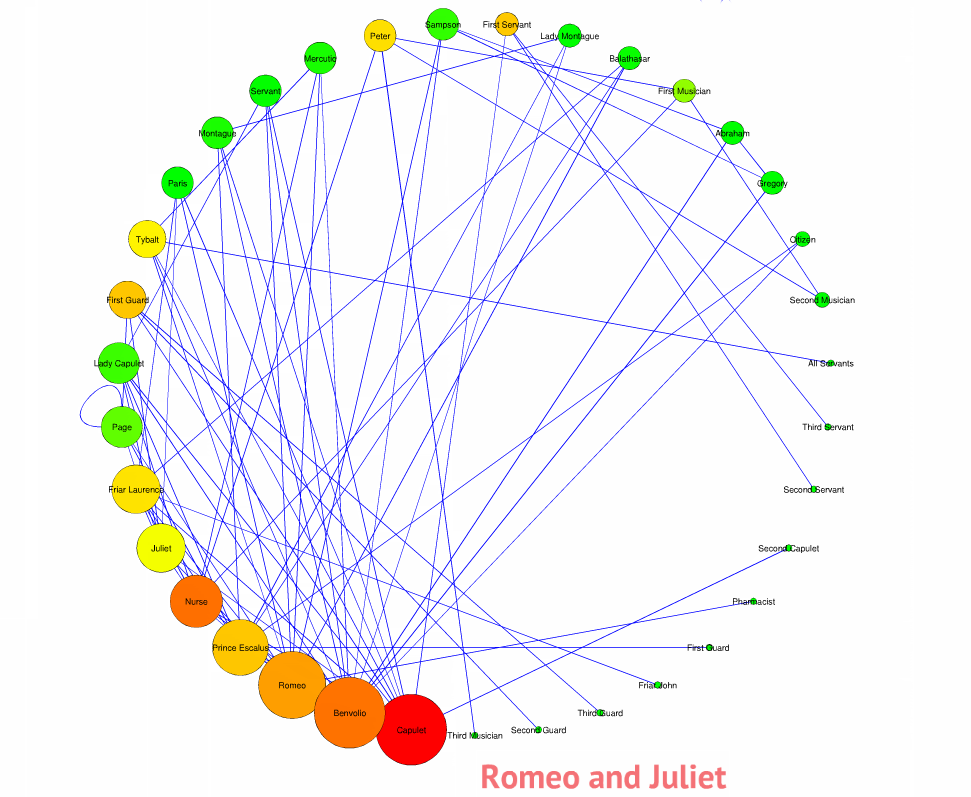 Sampson
First Servant
Peter
Lady Montague
Mercutio
Balathasar
Servant
First Musician
Montague
Abraham
Paris
Gregory
Tybalt
Citizen
First Guard
Second Musician
Lady Capulet
All Servants
Page
Third Servant
Friar Laurence
Second Servant
Juliet
Second Capulet
Nurse
Pharmacist
Prince Escalus
First Guard
Romeo
Friar John
Benvolio
Third Guard
Capulet
Third Musician
Second Guard
Romeo and Juliet